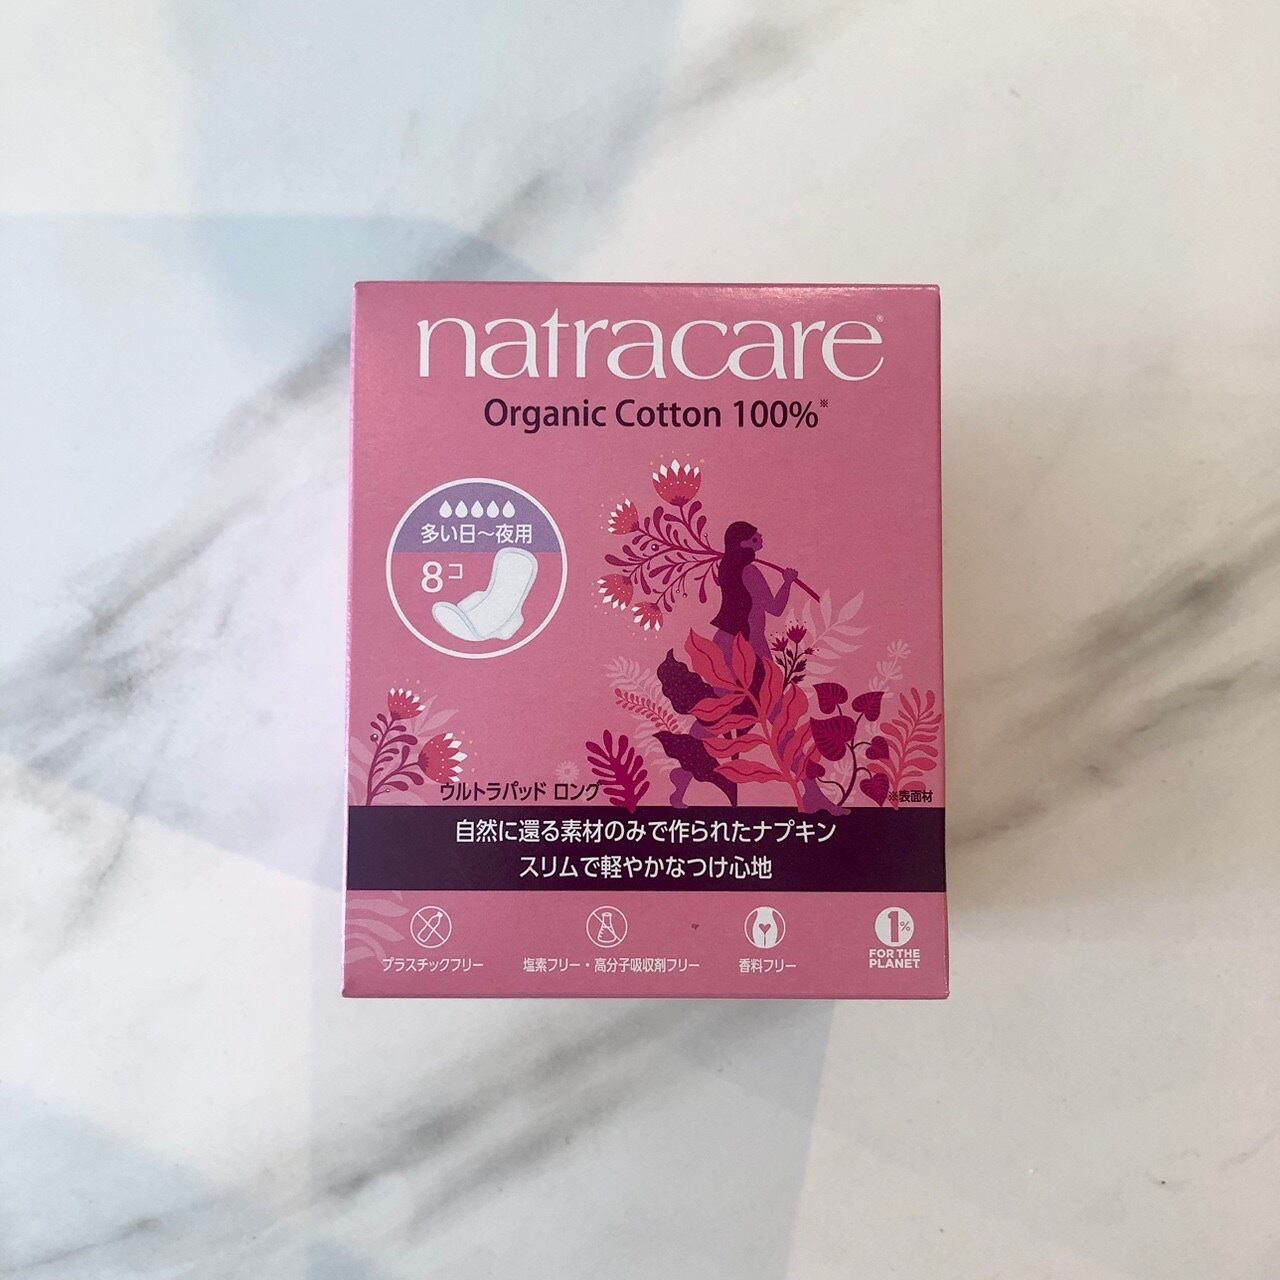 natracare®
Organic Cotton 100%※
多い日～夜用
8コ
ウルトラパッド ロング
※表面材
自然に還る素材のみで作られたナプキン
スリムで軽やかなつけ心地
プラスチックフリー
塩素フリー・高分子吸収剤フリー
香料フリー
1%
FOR THE
PLANET